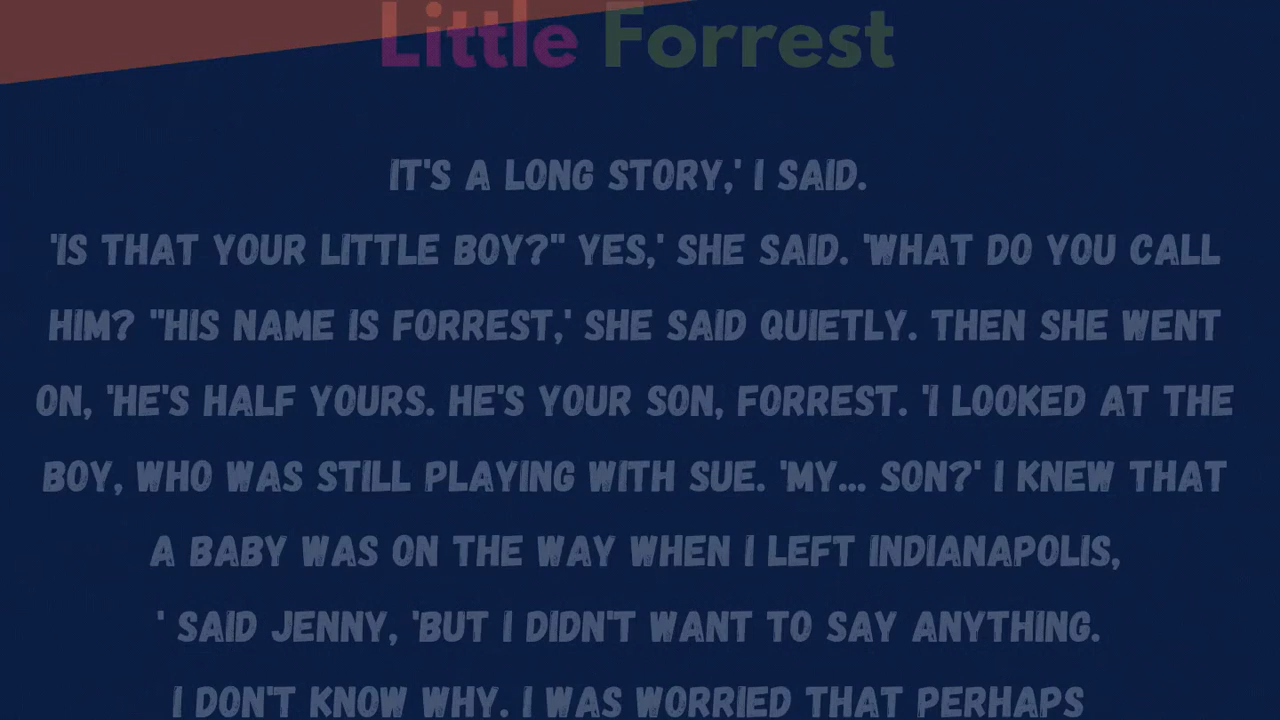 Little Forrest
IT'S A LONG STORY,' I SAID.
'IS THAT YOUR LITTLE BOY?'' YES,' SHE SAID. 'WHAT DO YOU CALL
HIM? ''HIS NAME IS FORREST,' SHE SAID QUIETLY. THEN SHE WENT
ON, 'HE'S HALF YOURS. HE'S YOUR SON, FORREST. 'I LOOKED AT THE
BOY, WHO WAS STILL PLAYING WITH SUE. 'MY... SON?' I KNEW THAT
A BABY WAS ON THE WAY WHEN I LEFT INDIANAPOLIS,
' SAID JENNY, 'BUT I DIDN'T WANT TO SAY ANYTHING.
I DON'T KNOW WHY. I WAS WORRIED THAT PERHAPS